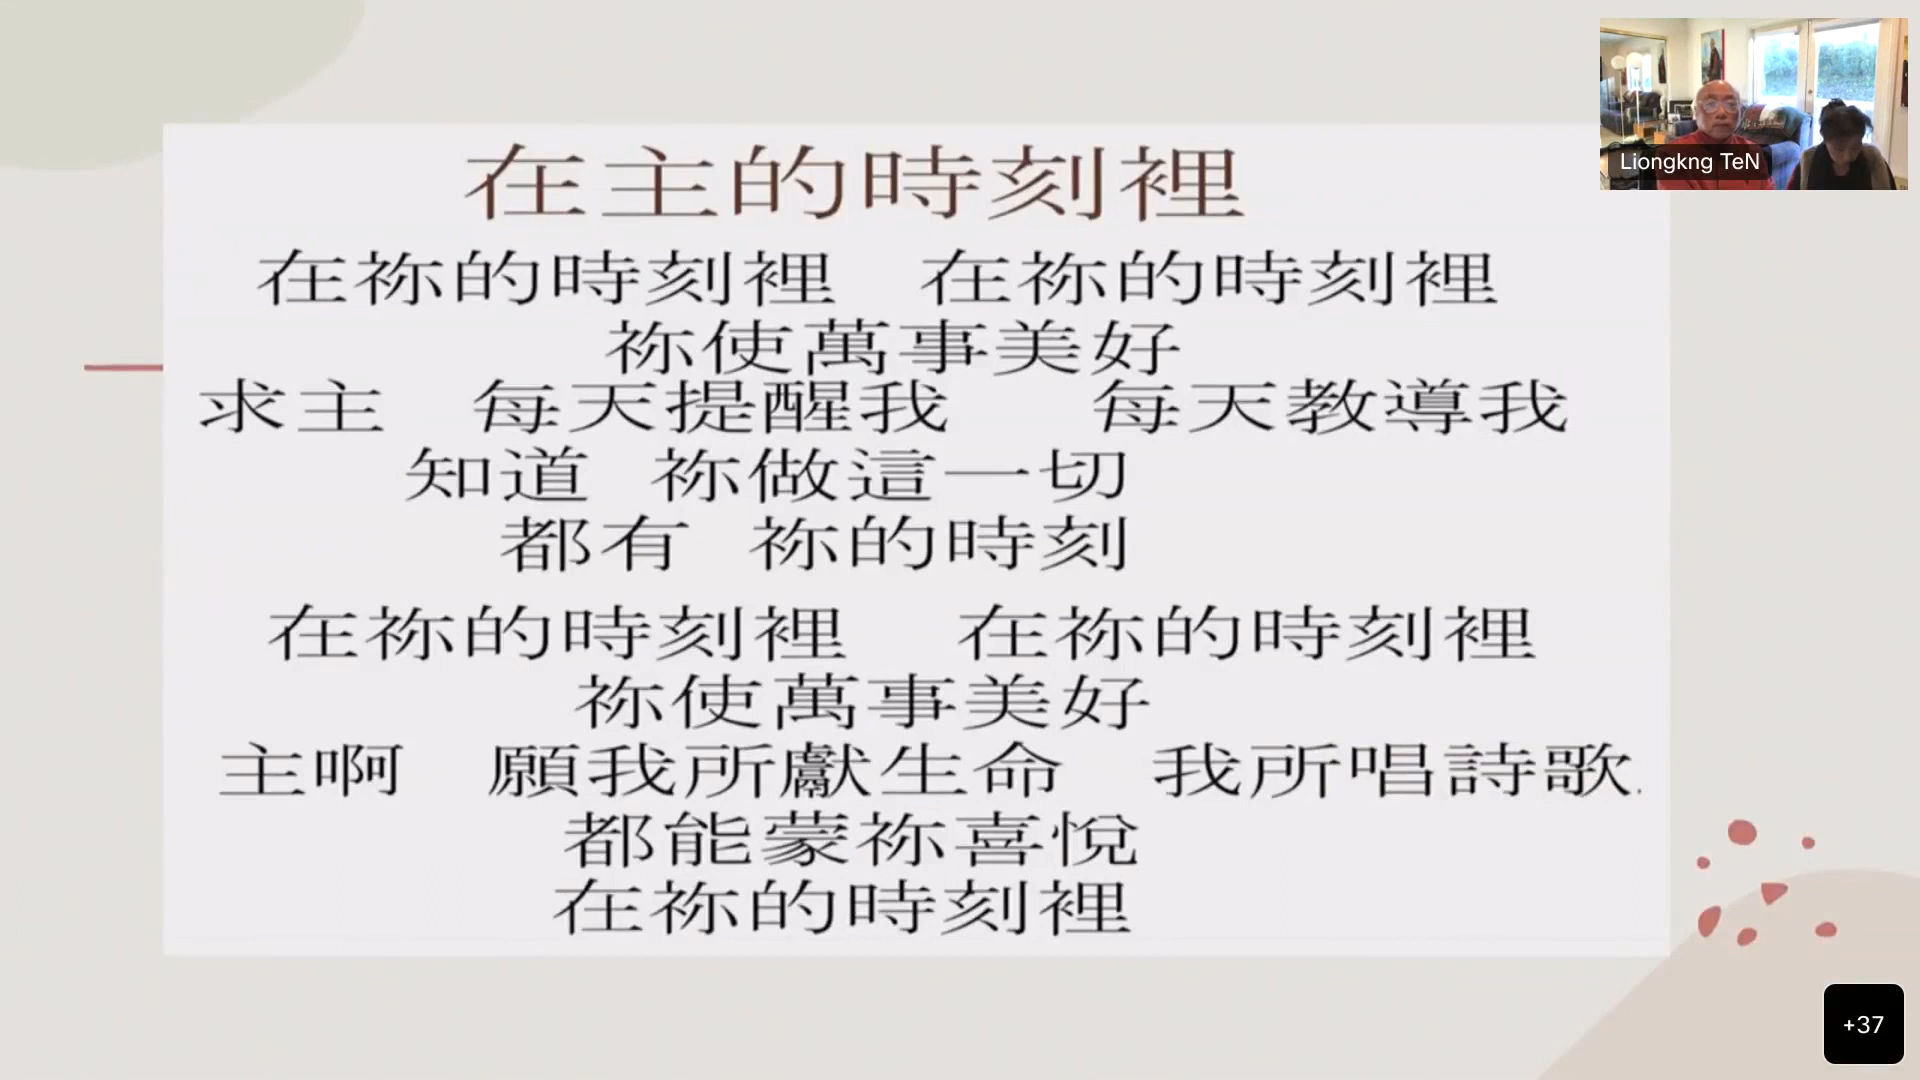 在主的時刻裡
在祢的時刻裡 在祢的時刻裡
祢使萬事美好
求主 每天提醒我 每天教導我
知道 祢做這一切
都有 祢的時刻
在祢的時刻裡 在祢的時刻裡
祢使萬事美好
主啊 願我所獻生命 我所唱詩歌.
都能蒙祢喜悅
在祢的時刻裡
Liongkng TeN
+37